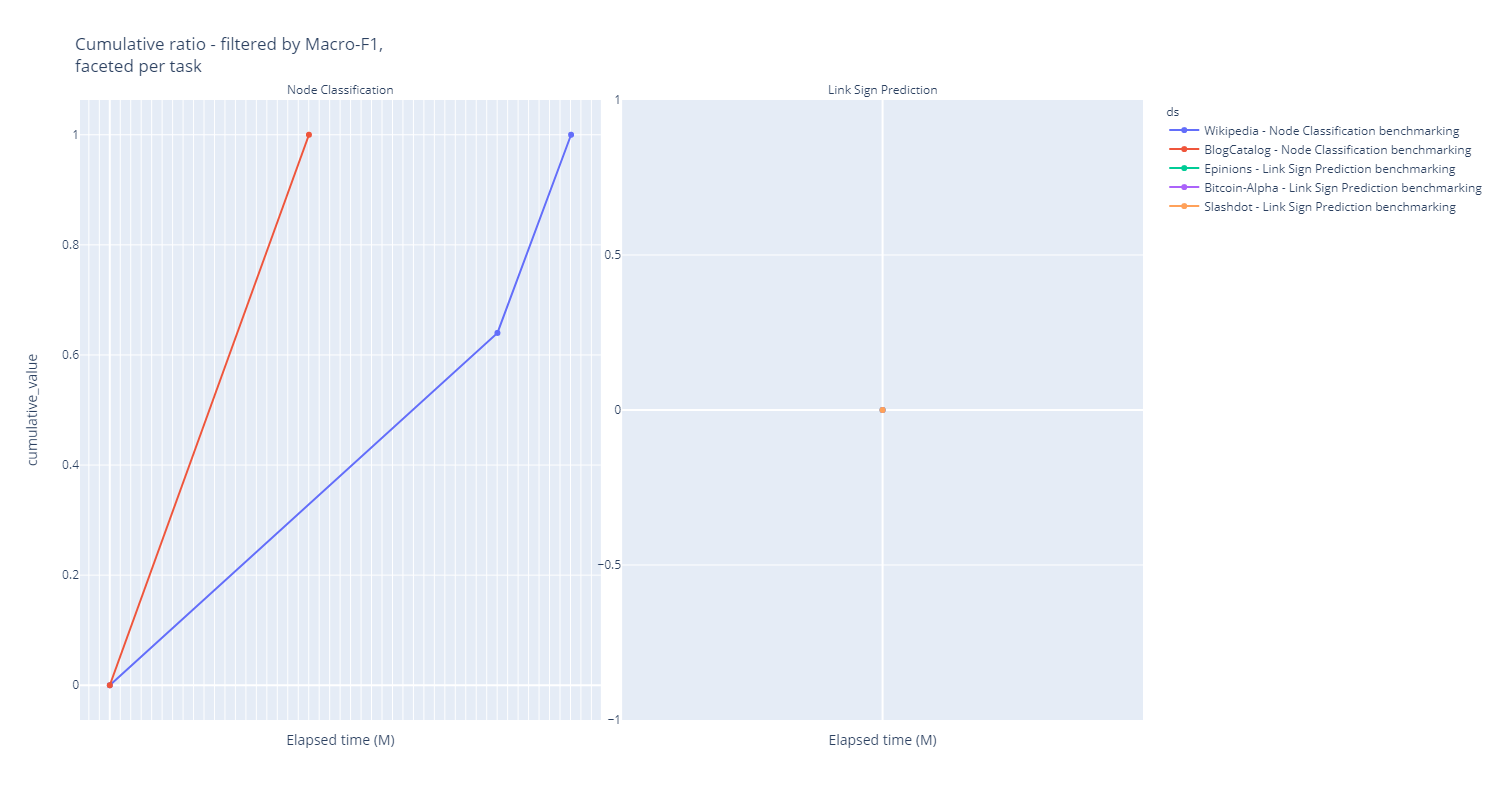 Cumulative ratio - filtered by Macro-F1,
faceted per task
Node Classification
Link Sign Prediction
cumulative_value
1
0.8
0.6
0.4
0.2
0
Elapsed time (M)
1
0.5
0
−0.5
−1
Elapsed time (M)
ds
Wikipedia - Node Classification benchmarking
BlogCatalog - Node Classification benchmarking
Epinions - Link Sign Prediction benchmarking
Bitcoin-Alpha - Link Sign Prediction benchmarking
Slashdot - Link Sign Prediction benchmarking